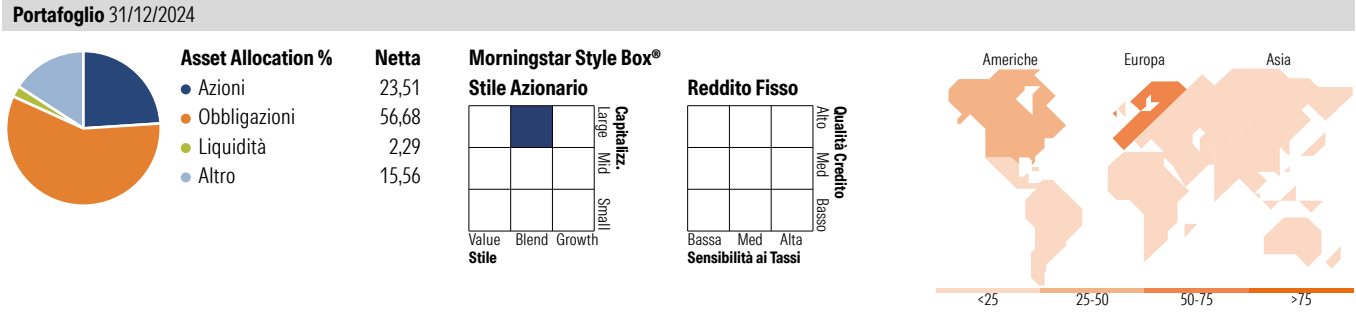 Portafoglio 31/12/2024
Asset Allocation % Netta
Azioni 23,51
Obbligazioni 56,68
Liquidità 2,29
Altro 15,56
Morningstar Style Box®
Stile Azionario
Large Mid Small
Capitalizz.
Value Blend Growth
Stile
Reddito Fisso
Alto Med Basso
Qualità Credito
Bassa Med Alta
Sensibilità ai Tassi
Americhe Europa Asia
<25 25-50 50-75 >75